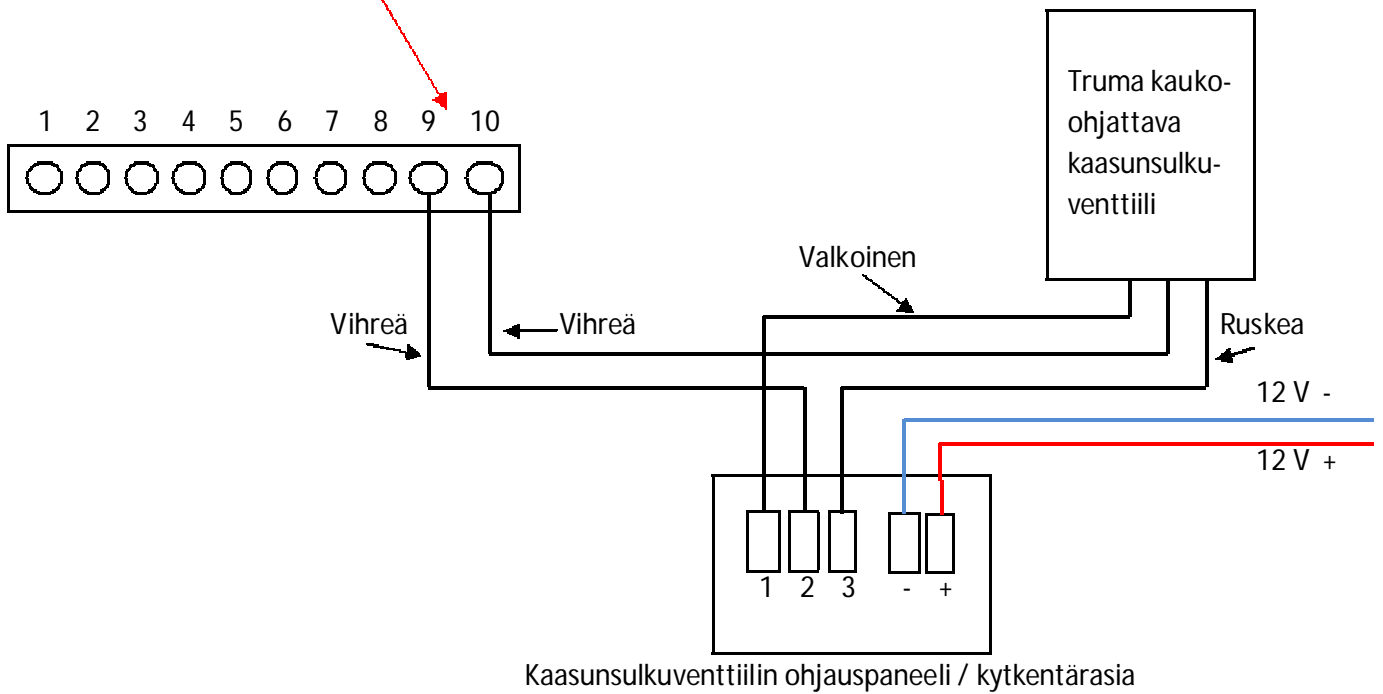 1 2 3 4 5 6 7 8 9 10
Truma kauko-
ohjattava
kaasunsulku-
venttiili
Valkoinen
Vihreä
Vihreä
Ruskea
12 V -
12 V +
1 2 3 - +
Kaasunsulkuventtiilin ohjauspaneeli / kytkentärasia